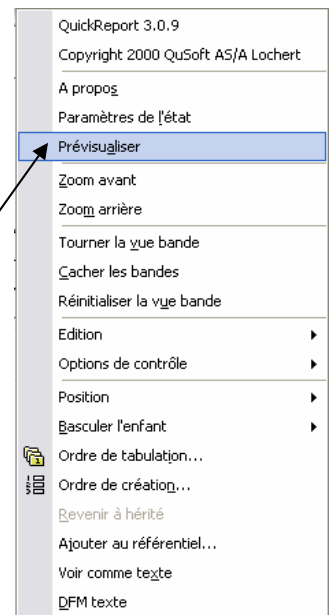 QuickReport 3.0.9
Copyright 2000 QuSoft AS/A Lochert
A propos
Paramètres de l'état
Prévisualiser
Zoom avant
Zoom arrière
Tourner la vue bande
Cacher les bandes
Réinitialiser la vue bande
Edition
Options de contrôle
Position
Basculer l'enfant
Ordre de tabulation...
Ordre de création...
Revenir à hérité
Ajouter au référentiel...
Voir comme texte
DFM texte